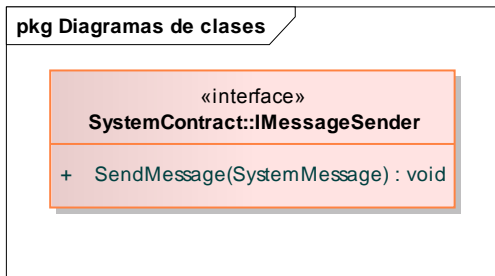 pkg Diagramas de clases
«interface»
SystemContract::IMessageSender
+ SendMessage(SystemMessage) : void